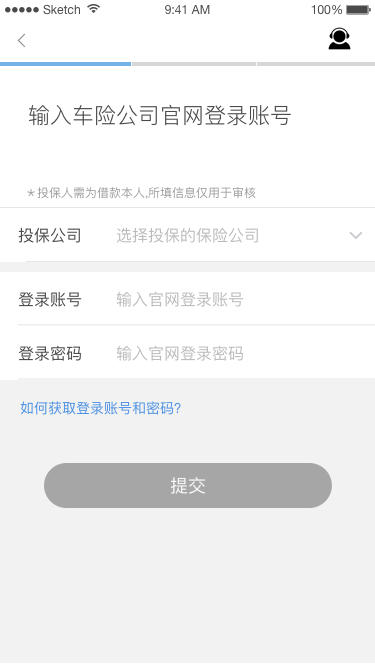 Sketch 9:41 AM 100%
输入车险公司官网登录账号
*投保人需为借款本人,所填信息仅用于审核
投保公司 选择投保的保险公司
登录账号 输入官网登录账号
登录密码 输入官网登录密码
如何获取登录账号和密码?
提交